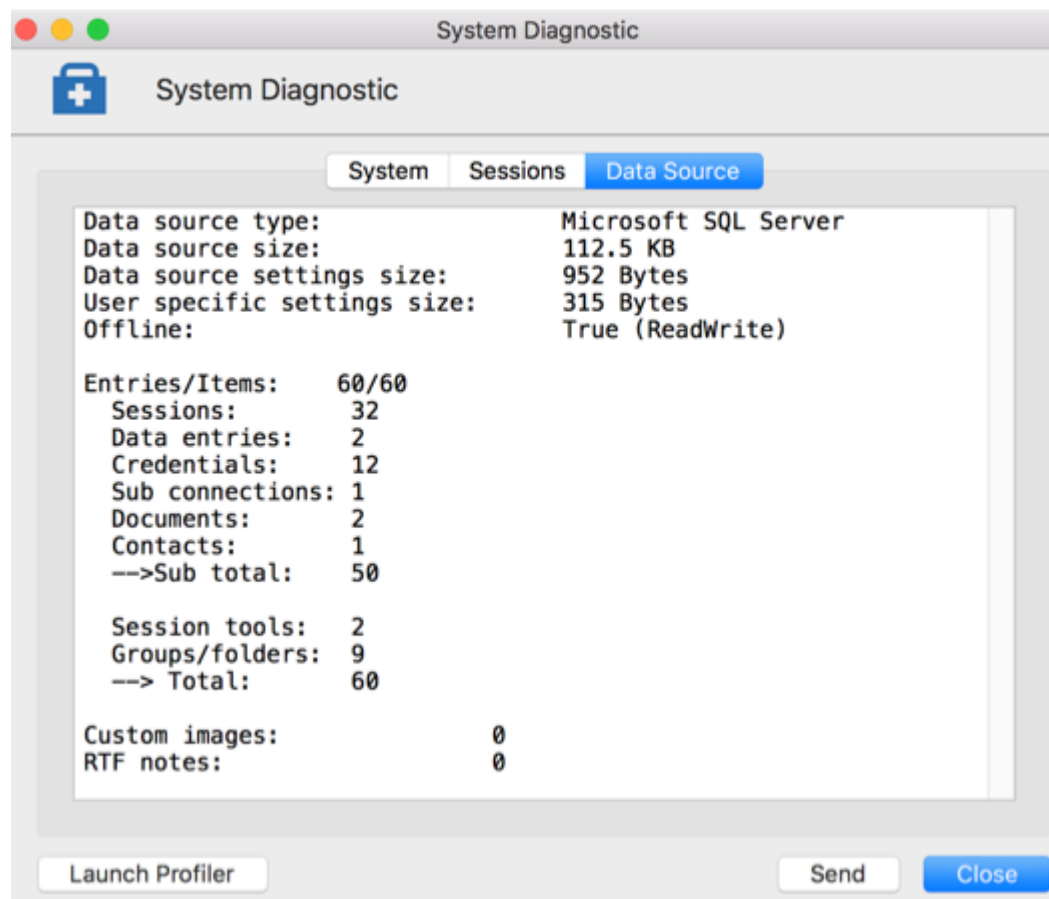 System Diagnostic
System Diagnostic
System Sessions Data Source
Data source type: Microsoft SQL Server
Data source size: 112.5 KB
Data source settings size: 952 Bytes
User specific settings size: 315 Bytes
Offline: True (ReadWrite)
Entries/Items: 60/60
Sessions: 32
Data entries: 2
Credentials: 12
Sub connections: 1
Documents: 2
Contacts: 1
-->Sub total: 50
Session tools: 2
Groups/folders: 9
--> Total: 60
Custom images: 0
RTF notes: 0
Launch Profiler Send Close